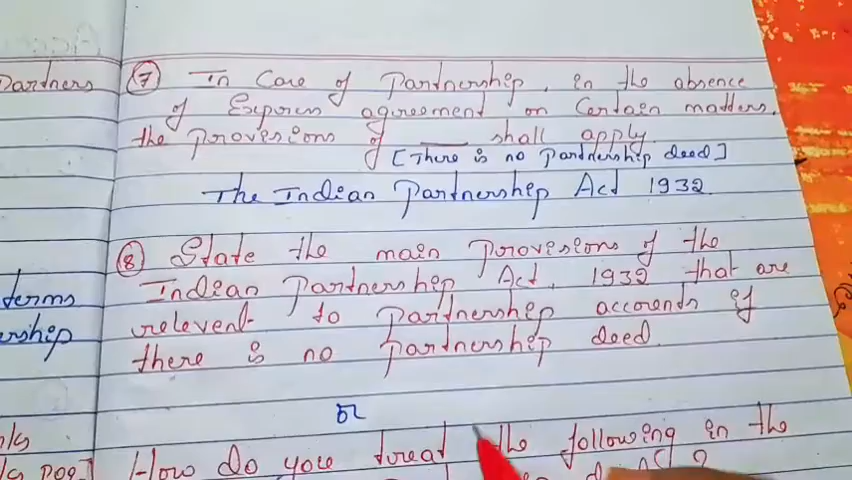 Partners
⑦ In Case of Partnership, in the absence
of Express agreement on Certain matters,
the provisions of ___ shall apply
[There is no partnership deed]
The Indian Partnership Act 1932
⑧ State the main provisions of the
Indian Partnership Act, 1932 that are
terms
relevent to partnership accounts if
ership
there is no partnership deed.
or
How do you treat the following in the